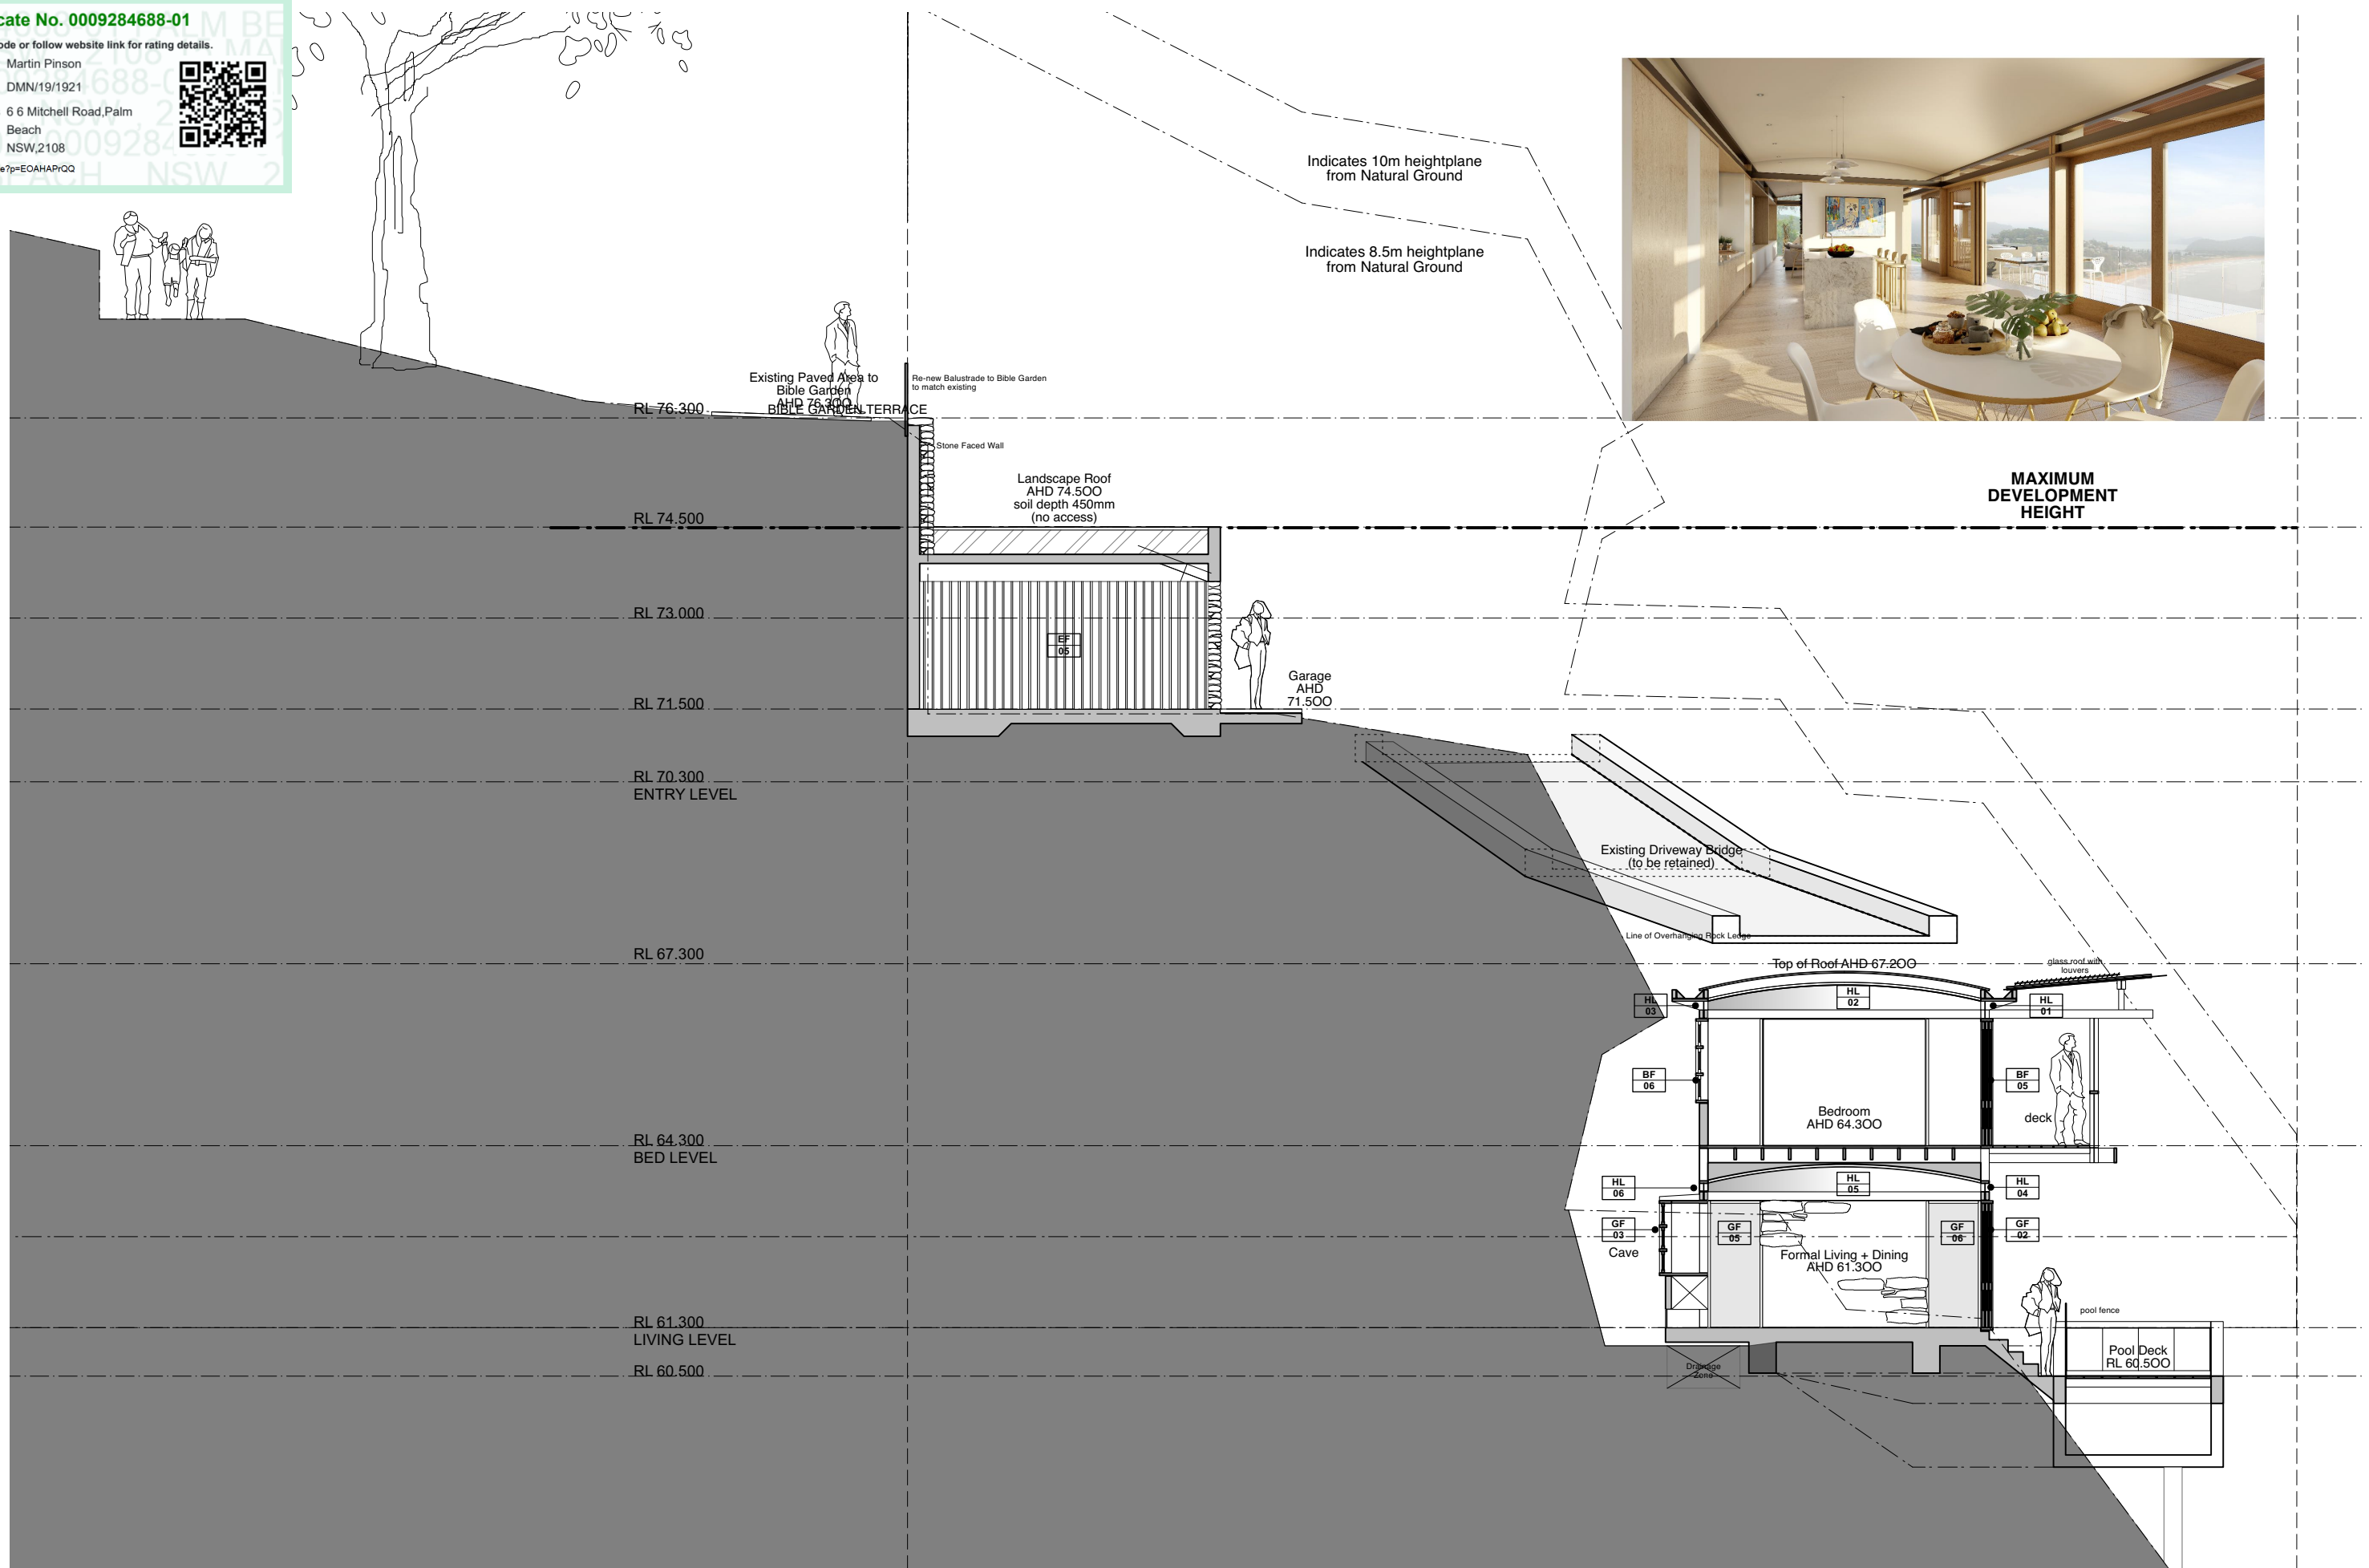 cate No. 0009284688-01
ode or follow website link for rating details.
Martin Pinson
DMN/19/1921
6 6 Mitchell Road,Palm
Beach
NSW,2108
e?p=EOAHAPrQQ
Indicates 10m heightplane
from Natural Ground
Indicates 8.5m heightplane
from Natural Ground
Existing Paved Area to
Bible Garden
AHD 76.300
Re-new Balustrade to Bible Garden
to match existing
RL 76.300
BIBLE GARDEN TERRACE
Stone Faced Wall
Landscape Roof
AHD 74.500
soil depth 450mm
(no access)
MAXIMUM
DEVELOPMENT
HEIGHT
RL 74.500
RL 73.000
EF
05
Garage
AHD
71.500
RL 71.500
RL 70.300
ENTRY LEVEL
Existing Driveway Bridge
(to be retained)
Line of Overhanging Rock Ledge
RL 67.300
Top of Roof AHD 67.200
glass roof with
louvers
HL
03
HL
02
HL
01
BF
06
BF
05
Bedroom
AHD 64.300
deck
RL 64.300
BED LEVEL
HL
06
HL
05
HL
04
GF
03
GF
05
GF
06
GF
02
Cave
Formal Living + Dining
AHD 61.300
pool fence
RL 61.300
LIVING LEVEL
Pool Deck
RL 60.500
RL 60.500
Drainage
Zone